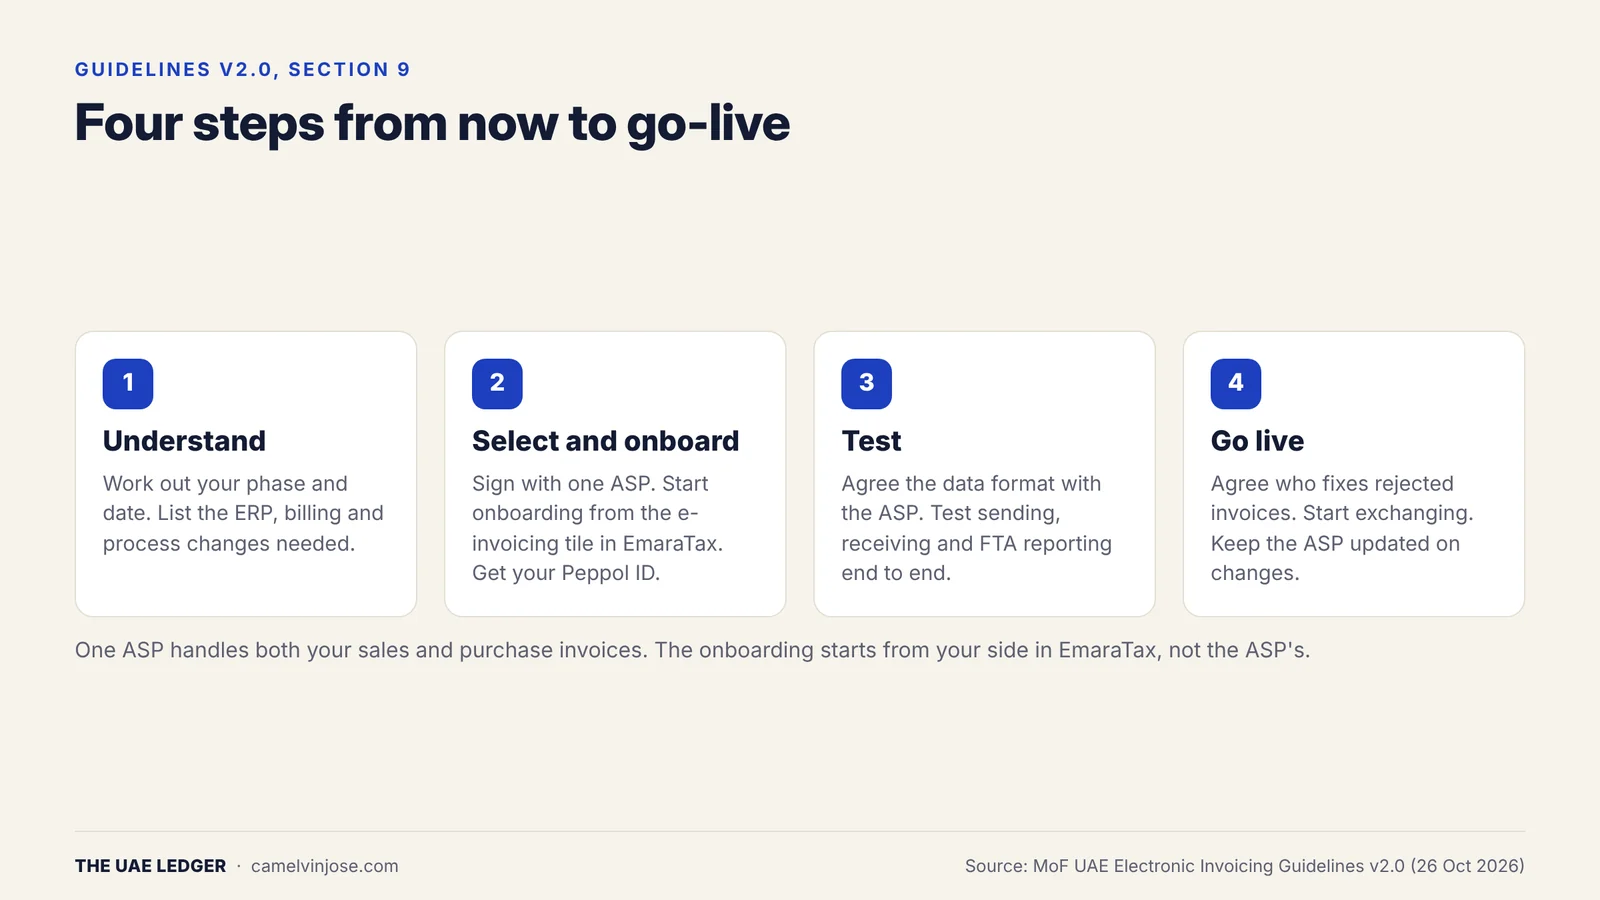 GUIDELINES V2.0, SECTION 9
Four steps from now to go-live
1
Understand
Work out your phase and
date. List the ERP, billing and
process changes needed.
2
Select and onboard
Sign with one ASP. Start
onboarding from the e-
invoicing tile in EmaraTax.
Get your Peppol ID.
3
Test
Agree the data format with
the ASP. Test sending,
receiving and FTA reporting
end to end.
4
Go live
Agree who fixes rejected
invoices. Start exchanging.
Keep the ASP updated on
changes.
One ASP handles both your sales and purchase invoices. The onboarding starts from your side in EmaraTax, not the ASP's.
THE UAE LEDGER · camelvinjose.com
Source: MoF UAE Electronic Invoicing Guidelines v2.0 (26 Oct 2026)